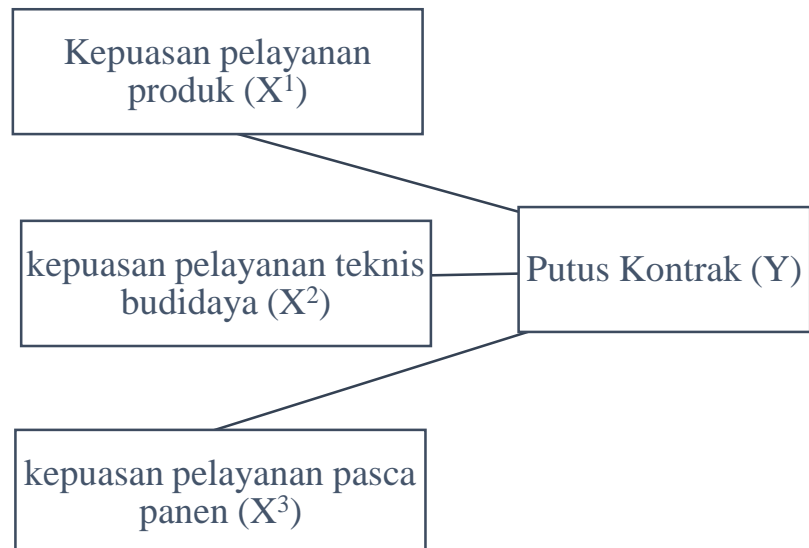 Kepuasan pelayanan
produk (X¹)
kepuasan pelayanan teknis
budidaya (X²)
Putus Kontrak (Y)
kepuasan pelayanan pasca
panen (X³)